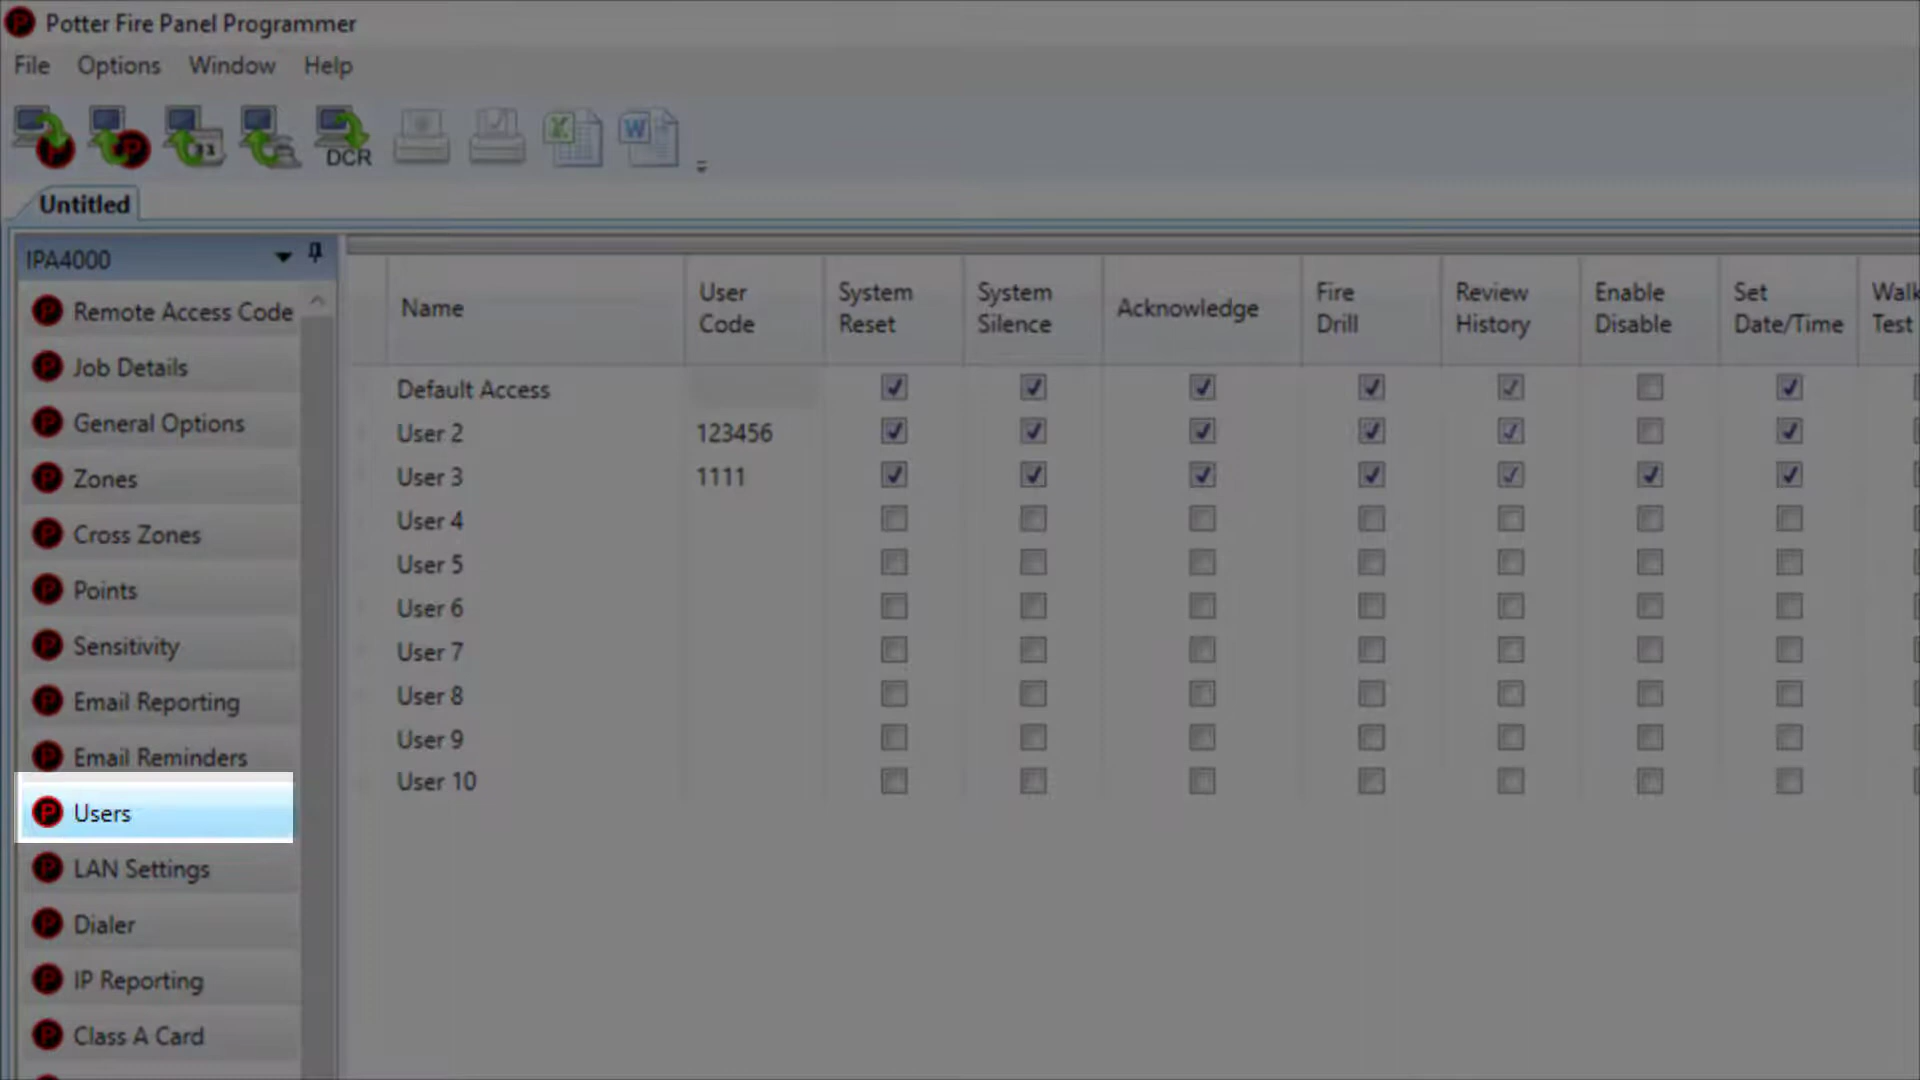 Potter Fire Panel Programmer
File Options Window Help
DCR
Untitled
IPA4000
Remote Access Code
Job Details
General Options
Zones
Cross Zones
Points
Sensitivity
Email Reporting
Email Reminders
Users
LAN Settings
Dialer
IP Reporting
Class A Card
Name User Code System Reset System Silence Acknowledge Fire Drill Review History Enable Disable Set Date/Time Walk Test
Default Access
User 2 123456
User 3 1111
User 4
User 5
User 6
User 7
User 8
User 9
User 10